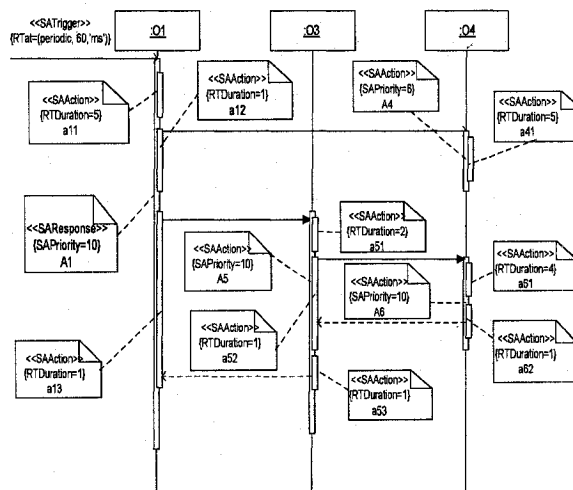 <<SATrigger>>
{RTat=(periodic, 60,'ms')}
:O1
:O3
:O4
<<SAAction>>
{RTDuration=5}
a11
<<SAAction>>
{RTDuration=1}
a12
<<SAAction>>
{SAPriority=6}
A4
<<SAAction>>
{RTDuration=5}
a41
<<SAResponse>>
{SAPriority=10}
A1
<<SAAction>>
{RTDuration=2}
a51
<<SAAction>>
{SAPriority=10}
A5
<<SAAction>>
{SAPriority=10}
A6
<<SAAction>>
{RTDuration=4}
a61
<<SAAction>>
{RTDuration=1}
a52
<<SAAction>>
{RTDuration=1}
a13
<<SAAction>>
{RTDuration=1}
a62
<<SAAction>>
{RTDuration=1}
a53